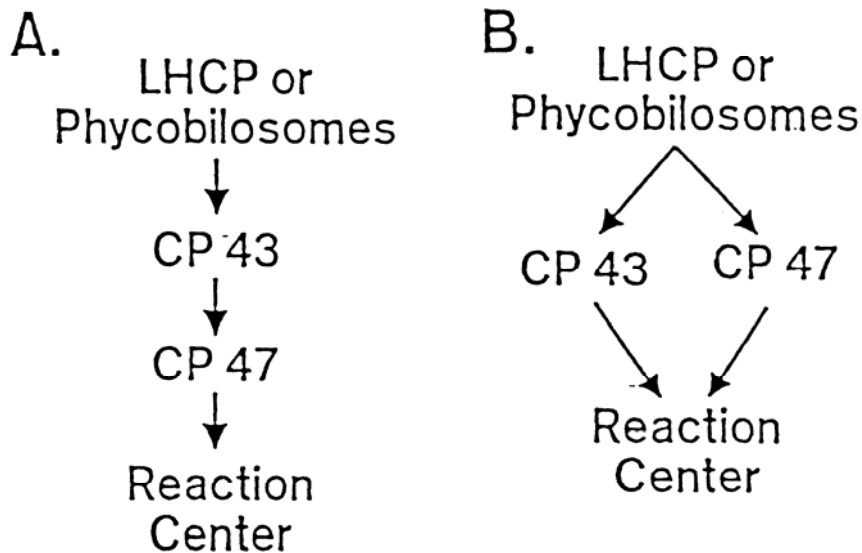 A.
LHCP or
Phycobilosomes
CP 43
CP 47
Reaction
Center
B.
LHCP or
Phycobilosomes
CP 43
CP 47
Reaction
Center